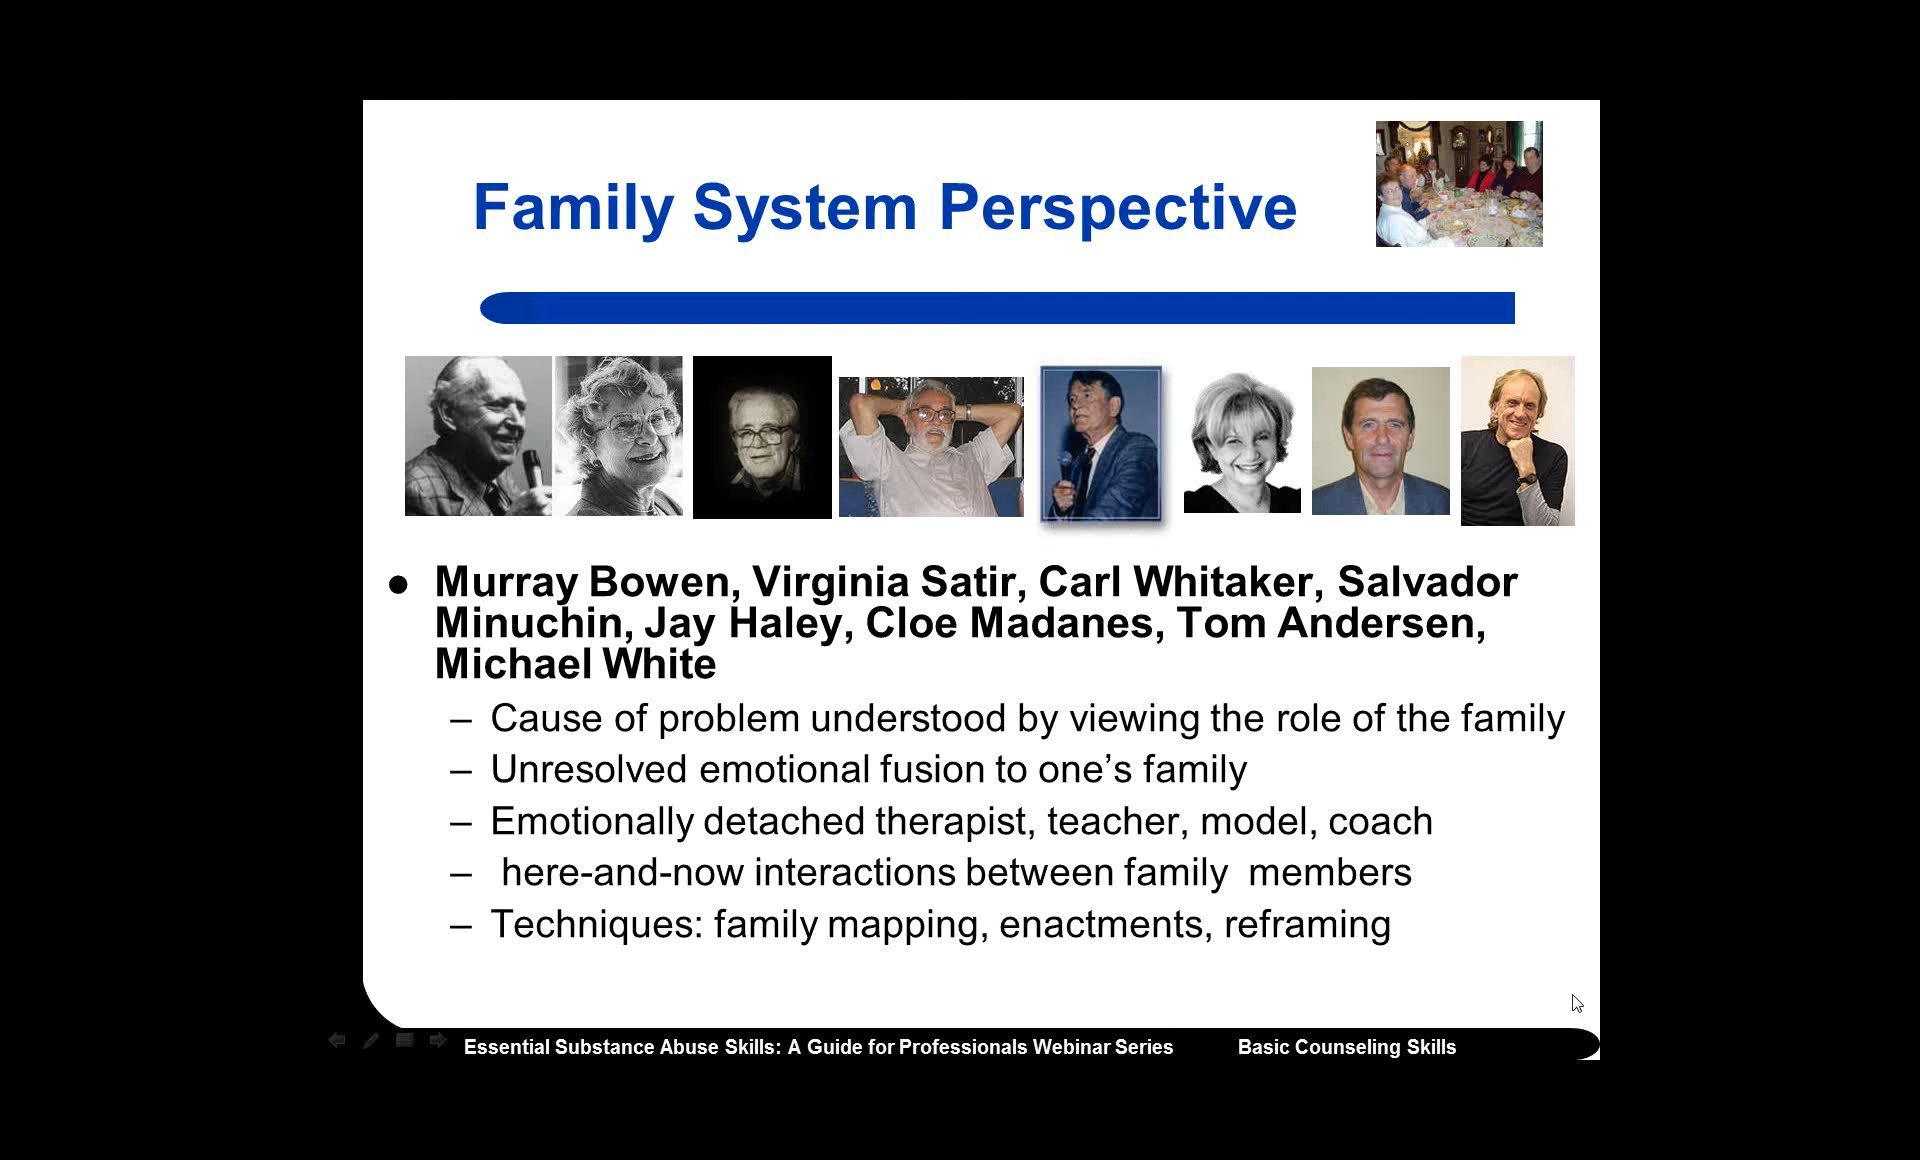 Family System Perspective
● Murray Bowen, Virginia Satir, Carl Whitaker, Salvador
Minuchin, Jay Haley, Cloe Madanes, Tom Andersen,
Michael White
– Cause of problem understood by viewing the role of the family
– Unresolved emotional fusion to one’s family
– Emotionally detached therapist, teacher, model, coach
– here-and-now interactions between family members
– Techniques: family mapping, enactments, reframing
Essential Substance Abuse Skills: A Guide for Professionals Webinar Series
Basic Counseling Skills